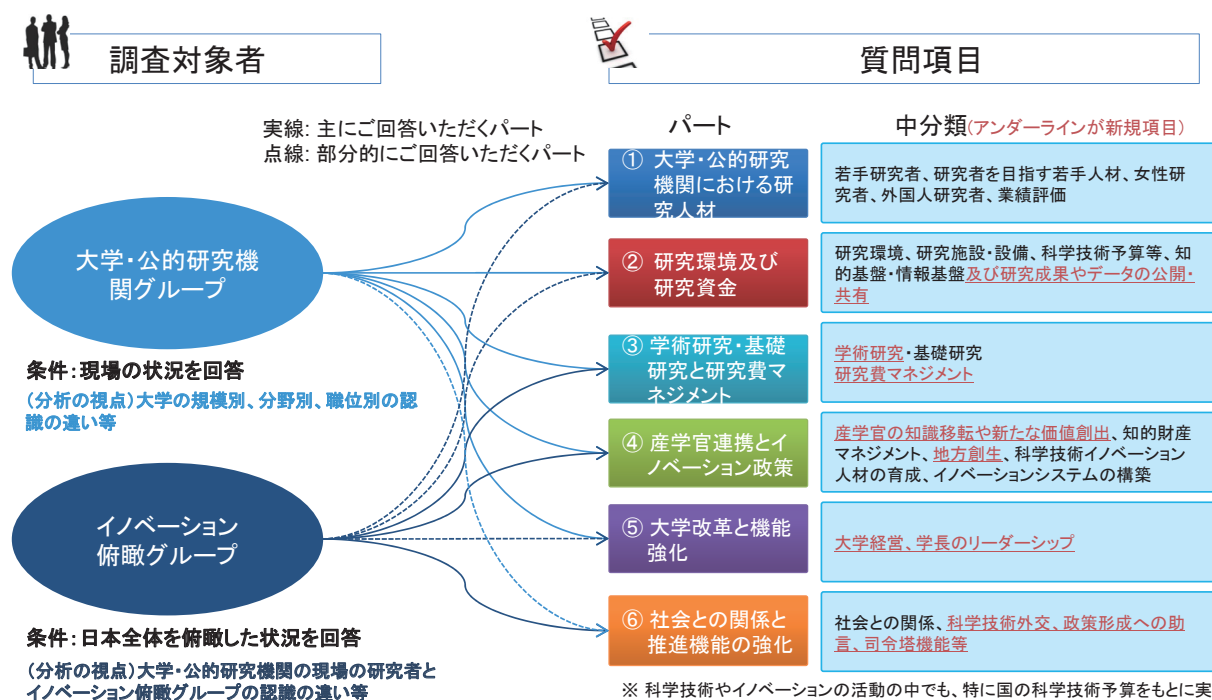 調査対象者
質問項目
実線: 主にご回答いただくパート
点線: 部分的にご回答いただくパート
パート
中分類(アンダーラインが新規項目)
大学・公的研究機
関グループ
条件:現場の状況を回答
(分析の視点)大学の規模別、分野別、職位別の認
識の違い等
イノベーション
俯瞰グループ
条件:日本全体を俯瞰した状況を回答
(分析の視点)大学・公的研究機関の現場の研究者と
イノベーション俯瞰グループの認識の違い等
① 大学・公的研究
機関における研
究人材
若手研究者、研究者を目指す若手人材、女性研
究者、外国人研究者、業績評価
② 研究環境及び
研究資金
研究環境、研究施設・設備、科学技術予算等、知
的基盤・情報基盤及び研究成果やデータの公開・
共有
③ 学術研究・基礎
研究と研究費マ
ネジメント
学術研究・基礎研究
研究費マネジメント
④ 産学官連携とイ
ノベーション政策
産学官の知識移転や新たな価値創出、知的財産
マネジメント、地方創生、科学技術イノベーション
人材の育成、イノベーションシステムの構築
⑤ 大学改革と機能
強化
大学経営、学長のリーダーシップ
⑥ 社会との関係と
推進機能の強化
社会との関係、科学技術外交、政策形成への助
言、司令塔機能等
※ 科学技術やイノベーションの活動の中でも、特に国の科学技術予算をもとに実